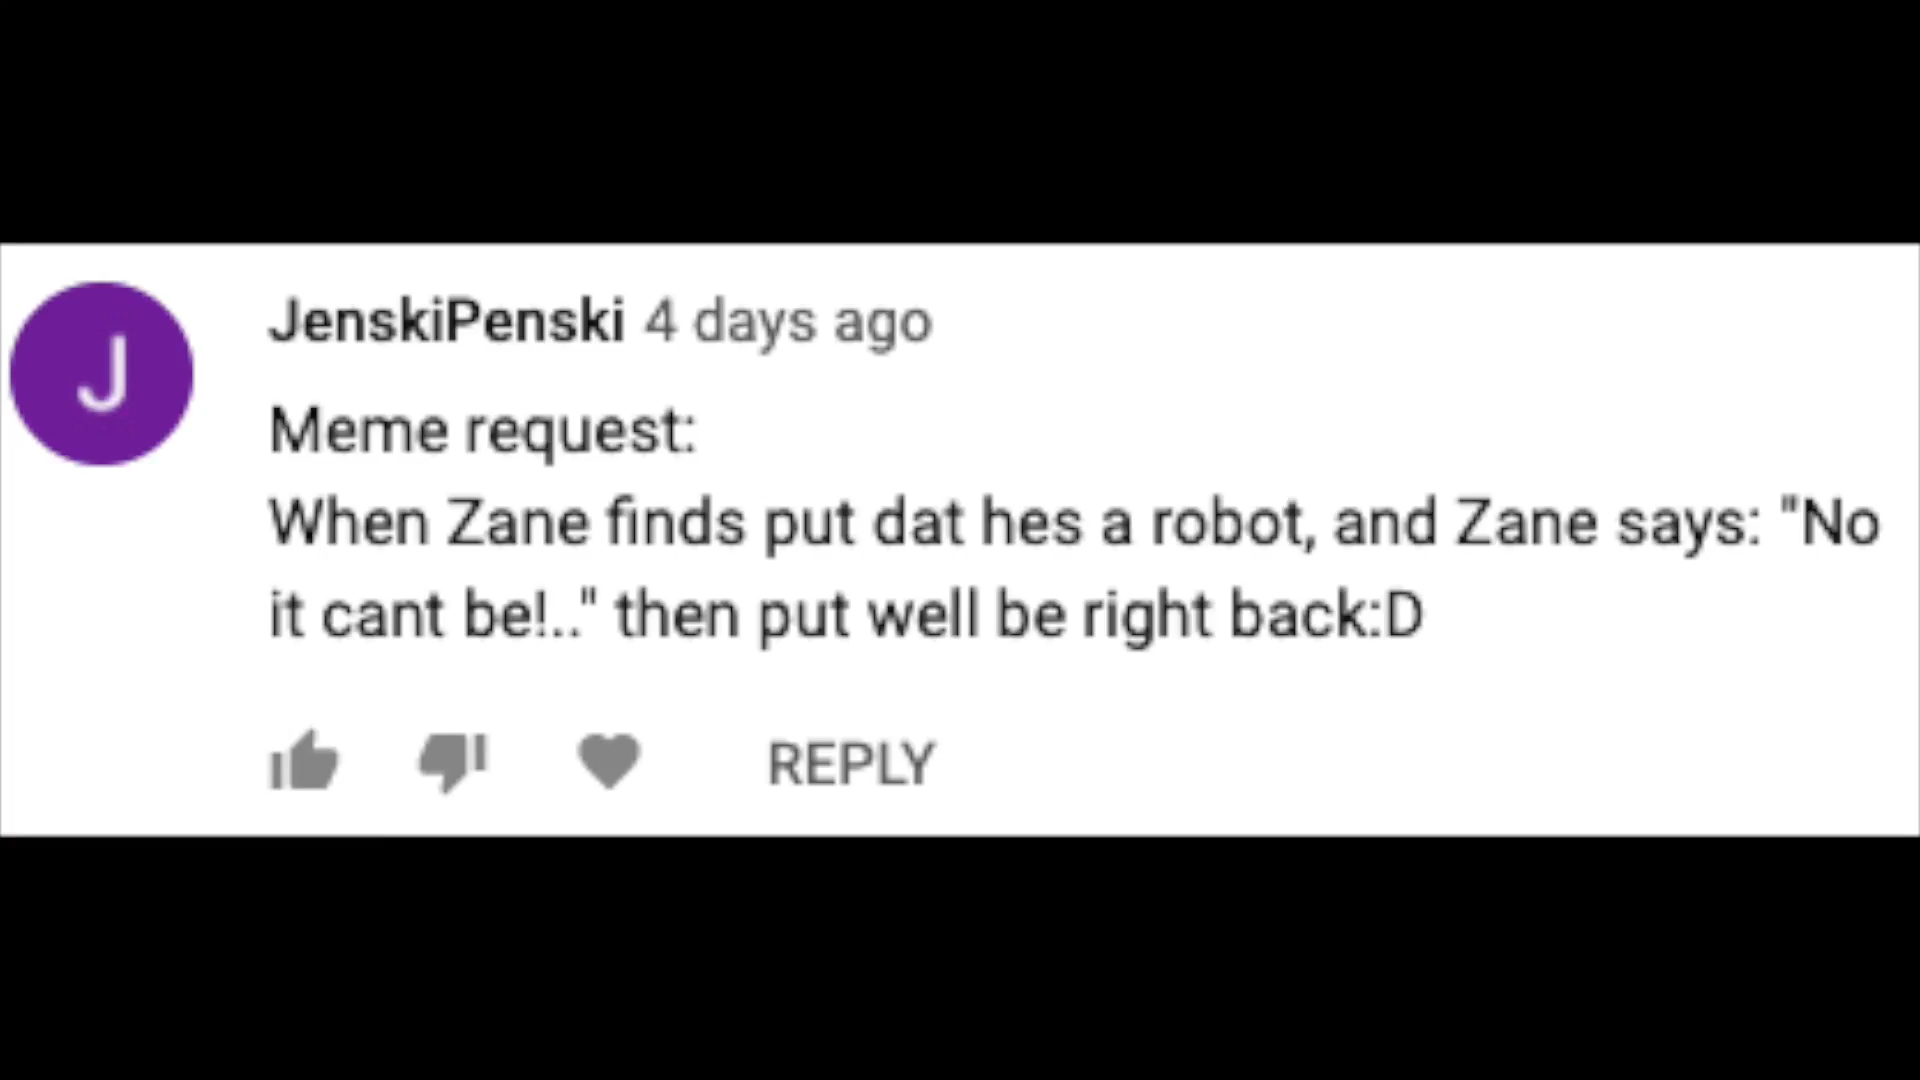 J
JenskiPenski 4 days ago
Meme request:
When Zane finds put dat hes a robot, and Zane says: "No
it cant be!.." then put well be right back:D
REPLY